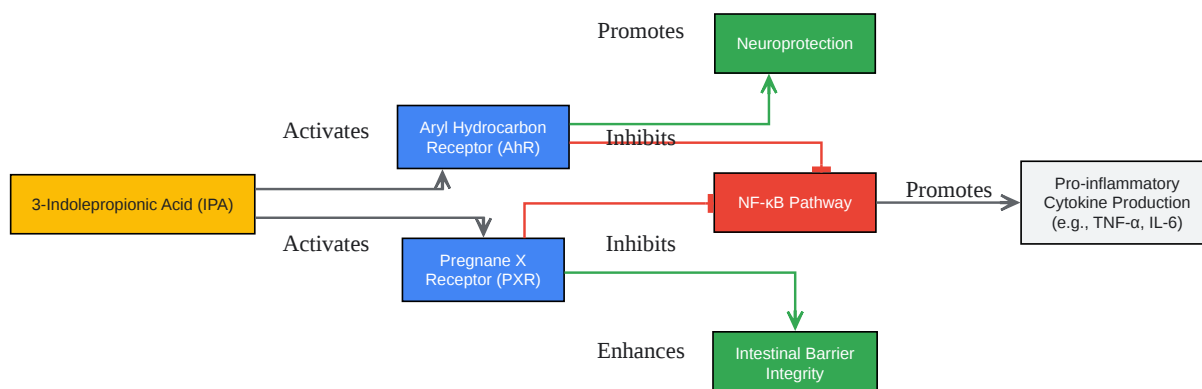 Promotes
Neuroprotection
Activates
Aryl Hydrocarbon
Receptor (AhR)
Inhibits
3-Indolepropionic Acid (IPA)
NF-κB Pathway
Promotes
Pro-inflammatory
Cytokine Production
(e.g., TNF-α, IL-6)
Activates
Pregnane X
Receptor (PXR)
Inhibits
Enhances
Intestinal Barrier
Integrity